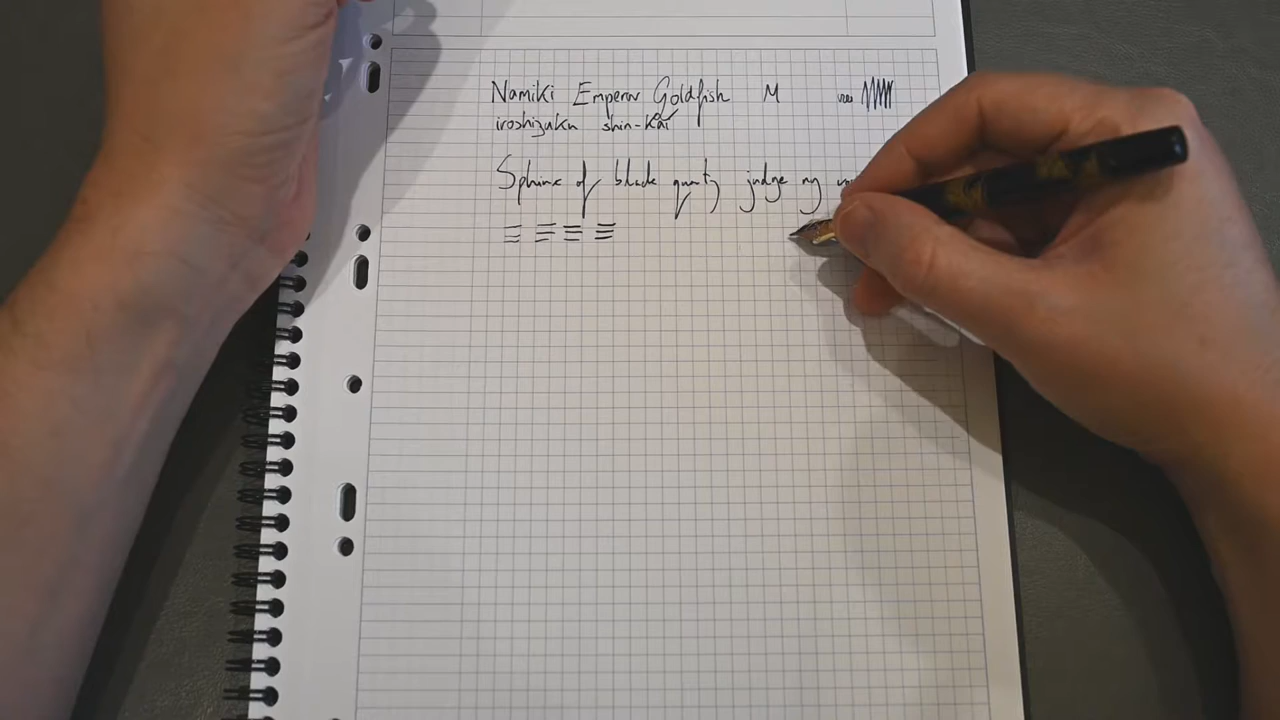 Namiki Emperor Goldfish M
iroshizuku shin-kai
Sphinx of black quartz judge my